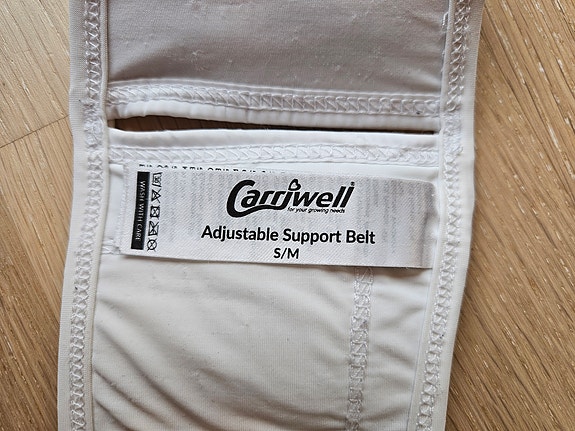 Carriwell®
for your growing needs
Adjustable Support Belt
S/M
WASH WITH CARE